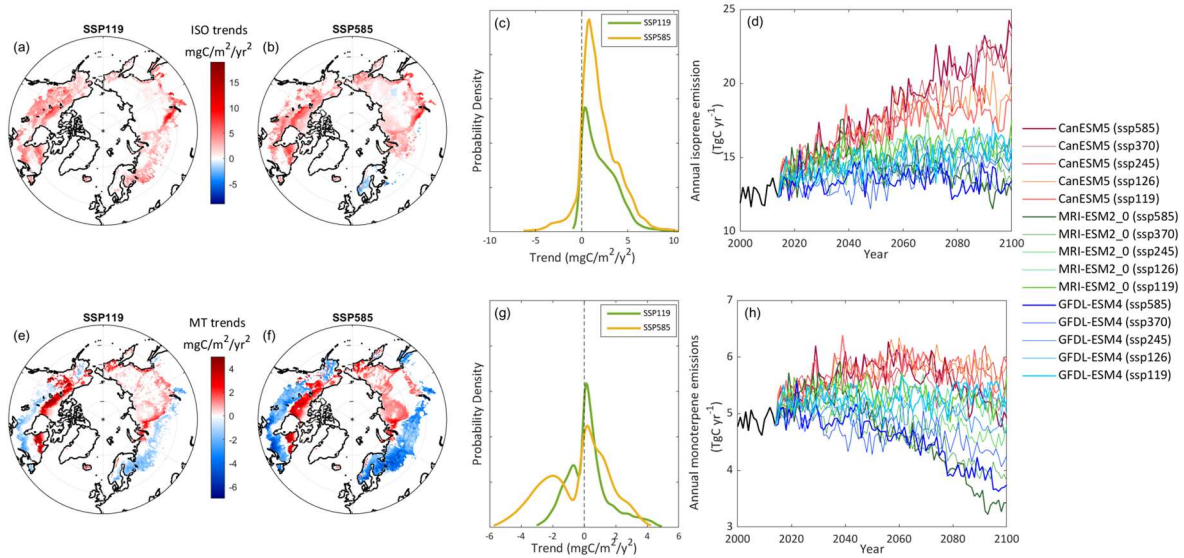 (a)
SSP119
ISO trends
mgC/m²/yr²
15
10
5
0
-5
(b)
SSP585
(c)
SSP119
SSP585
Probability Density
-10
-5
0
5
10
Trend (mgC/m²/y²)
(d)
Annual isoprene emission
(TgC yr⁻¹)
25
20
15
10
2000
2020
2040
2060
2080
2100
Year
(e)
SSP119
MT trends
mgC/m²/yr²
4
2
0
-2
-4
-6
(f)
SSP585
(g)
SSP119
SSP585
Probability Density
-6
-4
-2
0
2
4
6
Trend (mgC/m²/y²)
(h)
Annual monoterpene emissions
(TgC yr⁻¹)
7
6
5
4
3
2000
2020
2040
2060
2080
2100
Year
CanESM5 (ssp585)
CanESM5 (ssp370)
CanESM5 (ssp245)
CanESM5 (ssp126)
CanESM5 (ssp119)
MRI-ESM2_0 (ssp585)
MRI-ESM2_0 (ssp370)
MRI-ESM2_0 (ssp245)
MRI-ESM2_0 (ssp126)
MRI-ESM2_0 (ssp119)
GFDL-ESM4 (ssp585)
GFDL-ESM4 (ssp370)
GFDL-ESM4 (ssp245)
GFDL-ESM4 (ssp126)
GFDL-ESM4 (ssp119)